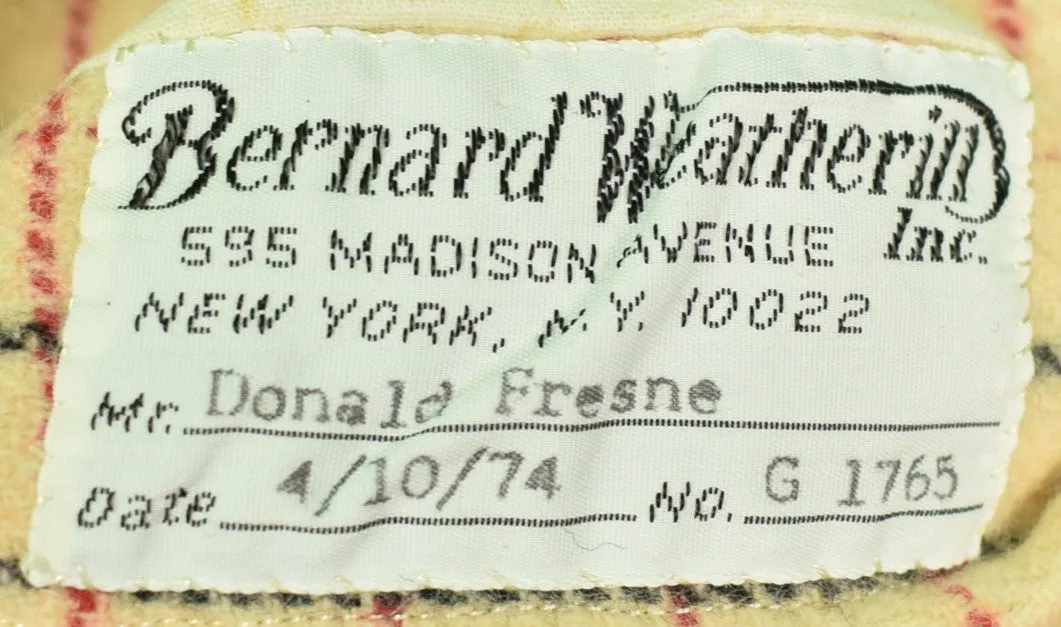 Bernard Weatherill
Inc.
595 MADISON AVENUE
NEW YORK, N.Y. 10022
Mr. Donald Fresne
Date 4/10/74 No. G 1765